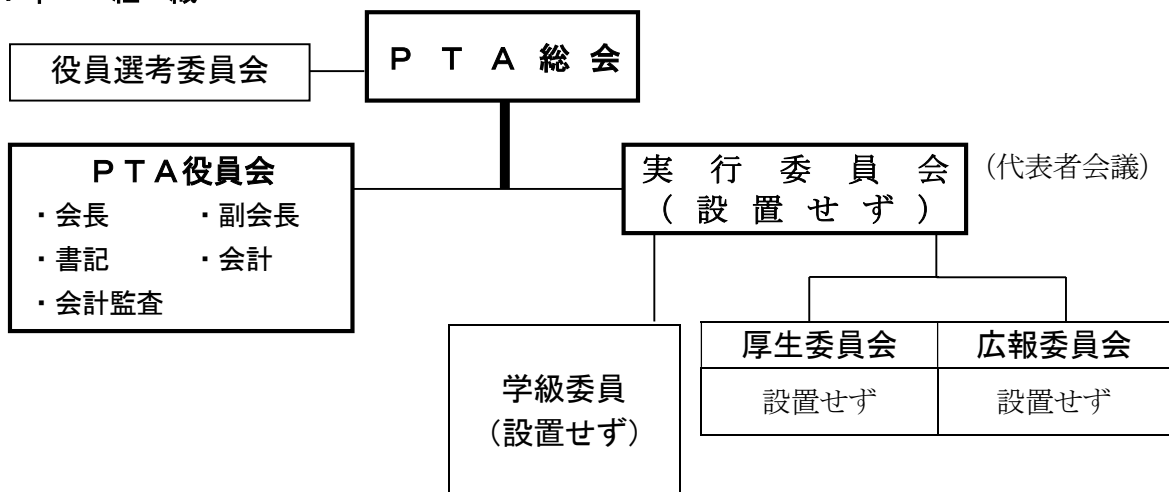 役員選考委員会
ＰＴＡ総会
ＰＴＡ役員会
・会長　・副会長
・書記　・会計
・会計監査
実行委員会
(設置せず)
(代表者会議)
学級委員
(設置せず)
厚生委員会　広報委員会
設置せず　設置せず